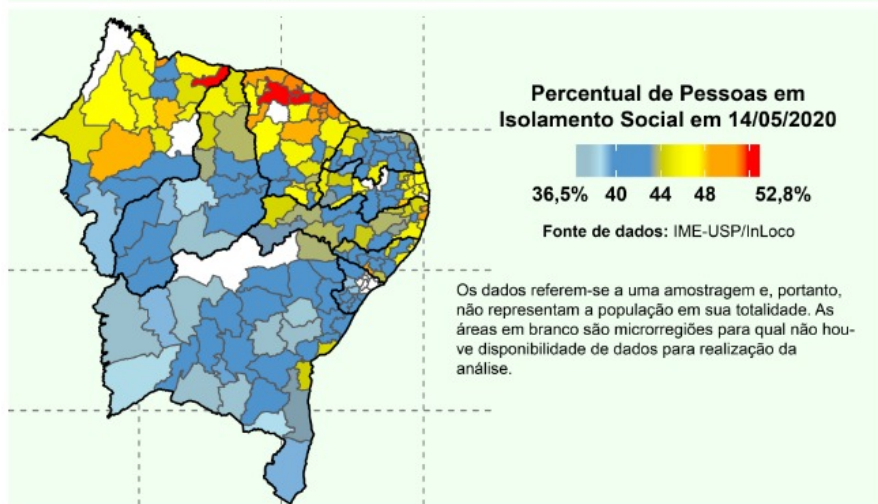 Percentual de Pessoas em
Isolamento Social em 14/05/2020
36,5% 40 44 48 52,8%
Fonte de dados: IME-USP/InLoco
Os dados referem-se a uma amostragem e, portanto,
não representam a população em sua totalidade. As
áreas em branco são microrregiões para qual não hou-
ve disponibilidade de dados para realização da
análise.